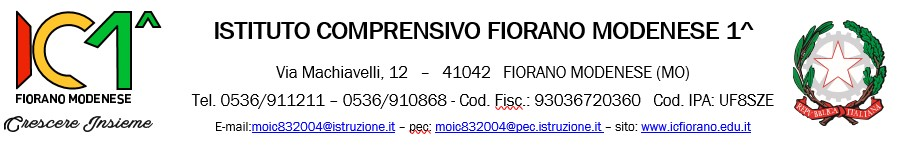 IC1^
FIORANO MODENESE
Crescere Insieme
ISTITUTO COMPRENSIVO FIORANO MODENESE 1^
Via Machiavelli, 12 – 41042 FIORANO MODENESE (MO)
Tel. 0536/911211 – 0536/910868 - Cod. Fisc.: 93036720360 Cod. IPA: UF8SZE
E-mail:moic832004@istruzione.it – pec: moic832004@pec.istruzione.it – sito: www.icfiorano.edu.it
REPVBBLICA ITALIANA